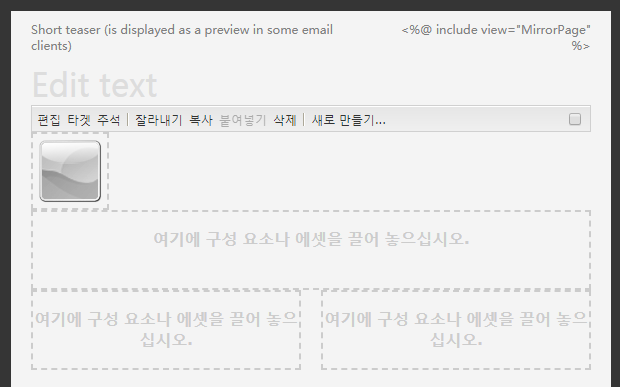 Short teaser (is displayed as a preview in some email
clients)
<%@ include view="MirrorPage"
%>
Edit text
편집 타겟 주석 잘라내기 복사 붙여넣기 삭제 새로 만들기...
여기에 구성 요소나 에셋을 끌어 놓으십시오.
여기에 구성 요소나 에셋을 끌어 놓으
십시오.
여기에 구성 요소나 에셋을 끌어 놓으
십시오.